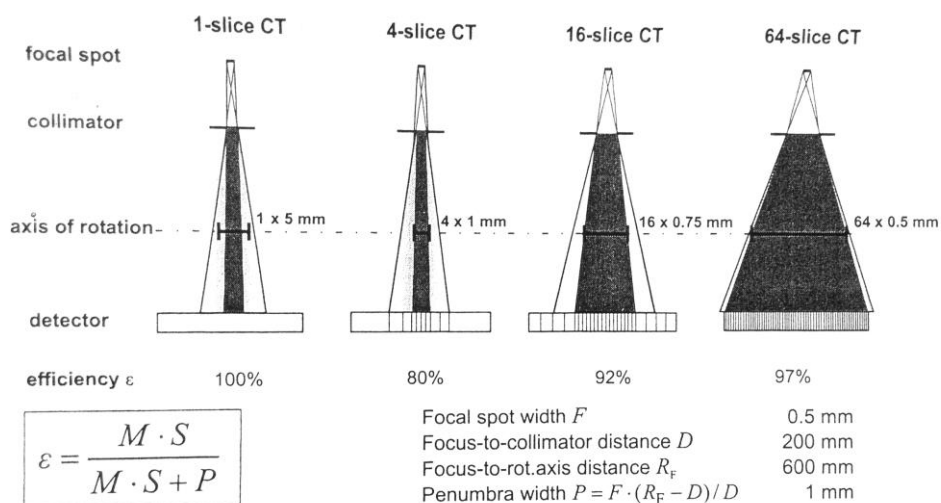 1-slice CT 4-slice CT 16-slice CT 64-slice CT
focal spot
collimator
axis of rotation 1 x 5 mm 4 x 1 mm 16 x 0.75 mm 64 x 0.5 mm
detector
efficiency ε 100% 80% 92% 97%
ε = M · S / M · S + P
Focal spot width F 0.5 mm
Focus-to-collimator distance D 200 mm
Focus-to-rot.axis distance R_F 600 mm
Penumbra width P = F · (R_F − D) / D 1 mm